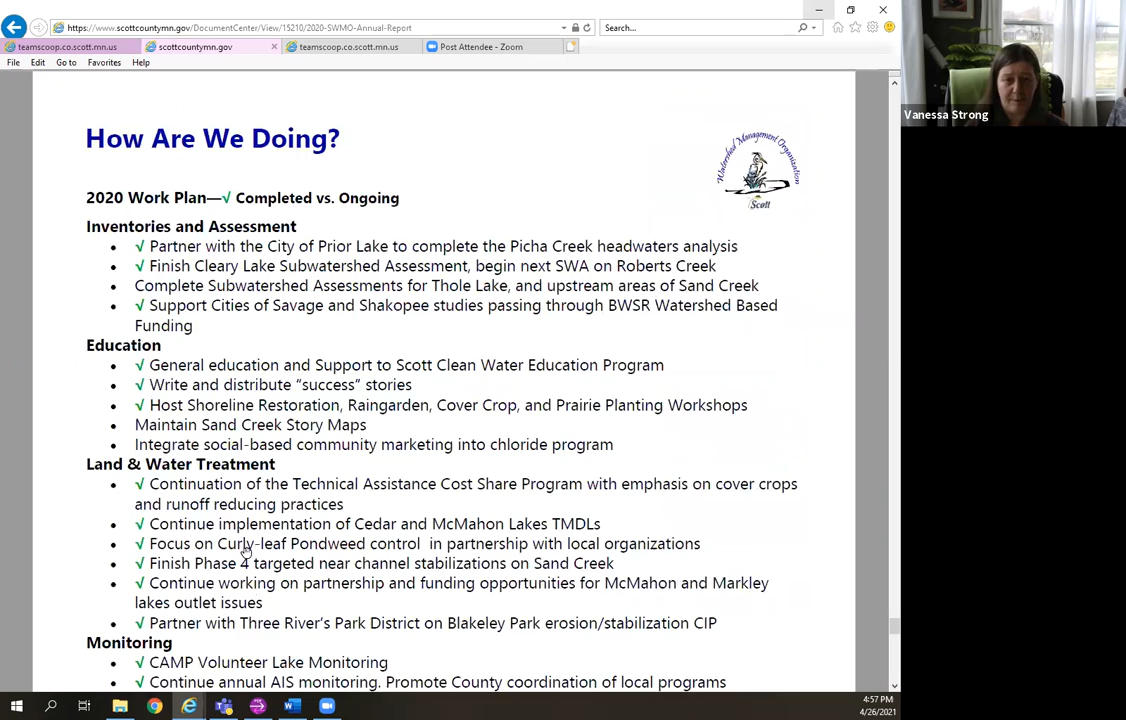 https://www.scottcountymn.gov/DocumentCenter/View/15210/2020-SWMO-Annual-Report
Search...
teamscoop.co.scott.mn.us
scottcountymn.gov
teamscoop.co.scott.mn.us
Post Attendee - Zoom
File Edit Go to Favorites Help
Vanessa Strong
How Are We Doing?
Watershed Management Organization
Scott
2020 Work Plan—√ Completed vs. Ongoing
Inventories and Assessment
• √ Partner with the City of Prior Lake to complete the Picha Creek headwaters analysis
• √ Finish Cleary Lake Subwatershed Assessment, begin next SWA on Roberts Creek
• Complete Subwatershed Assessments for Thole Lake, and upstream areas of Sand Creek
• √ Support Cities of Savage and Shakopee studies passing through BWSR Watershed Based
Funding
Education
• √ General education and Support to Scott Clean Water Education Program
• √ Write and distribute “success” stories
• √ Host Shoreline Restoration, Raingarden, Cover Crop, and Prairie Planting Workshops
• Maintain Sand Creek Story Maps
• Integrate social-based community marketing into chloride program
Land & Water Treatment
• √ Continuation of the Technical Assistance Cost Share Program with emphasis on cover crops
and runoff reducing practices
• √ Continue implementation of Cedar and McMahon Lakes TMDLs
• √ Focus on Curly-leaf Pondweed control in partnership with local organizations
• √ Finish Phase 4 targeted near channel stabilizations on Sand Creek
• √ Continue working on partnership and funding opportunities for McMahon and Markley
lakes outlet issues
• √ Partner with Three River’s Park District on Blakeley Park erosion/stabilization CIP
Monitoring
• √ CAMP Volunteer Lake Monitoring
• √ Continue annual AIS monitoring. Promote County coordination of local programs
4:57 PM
4/26/2021